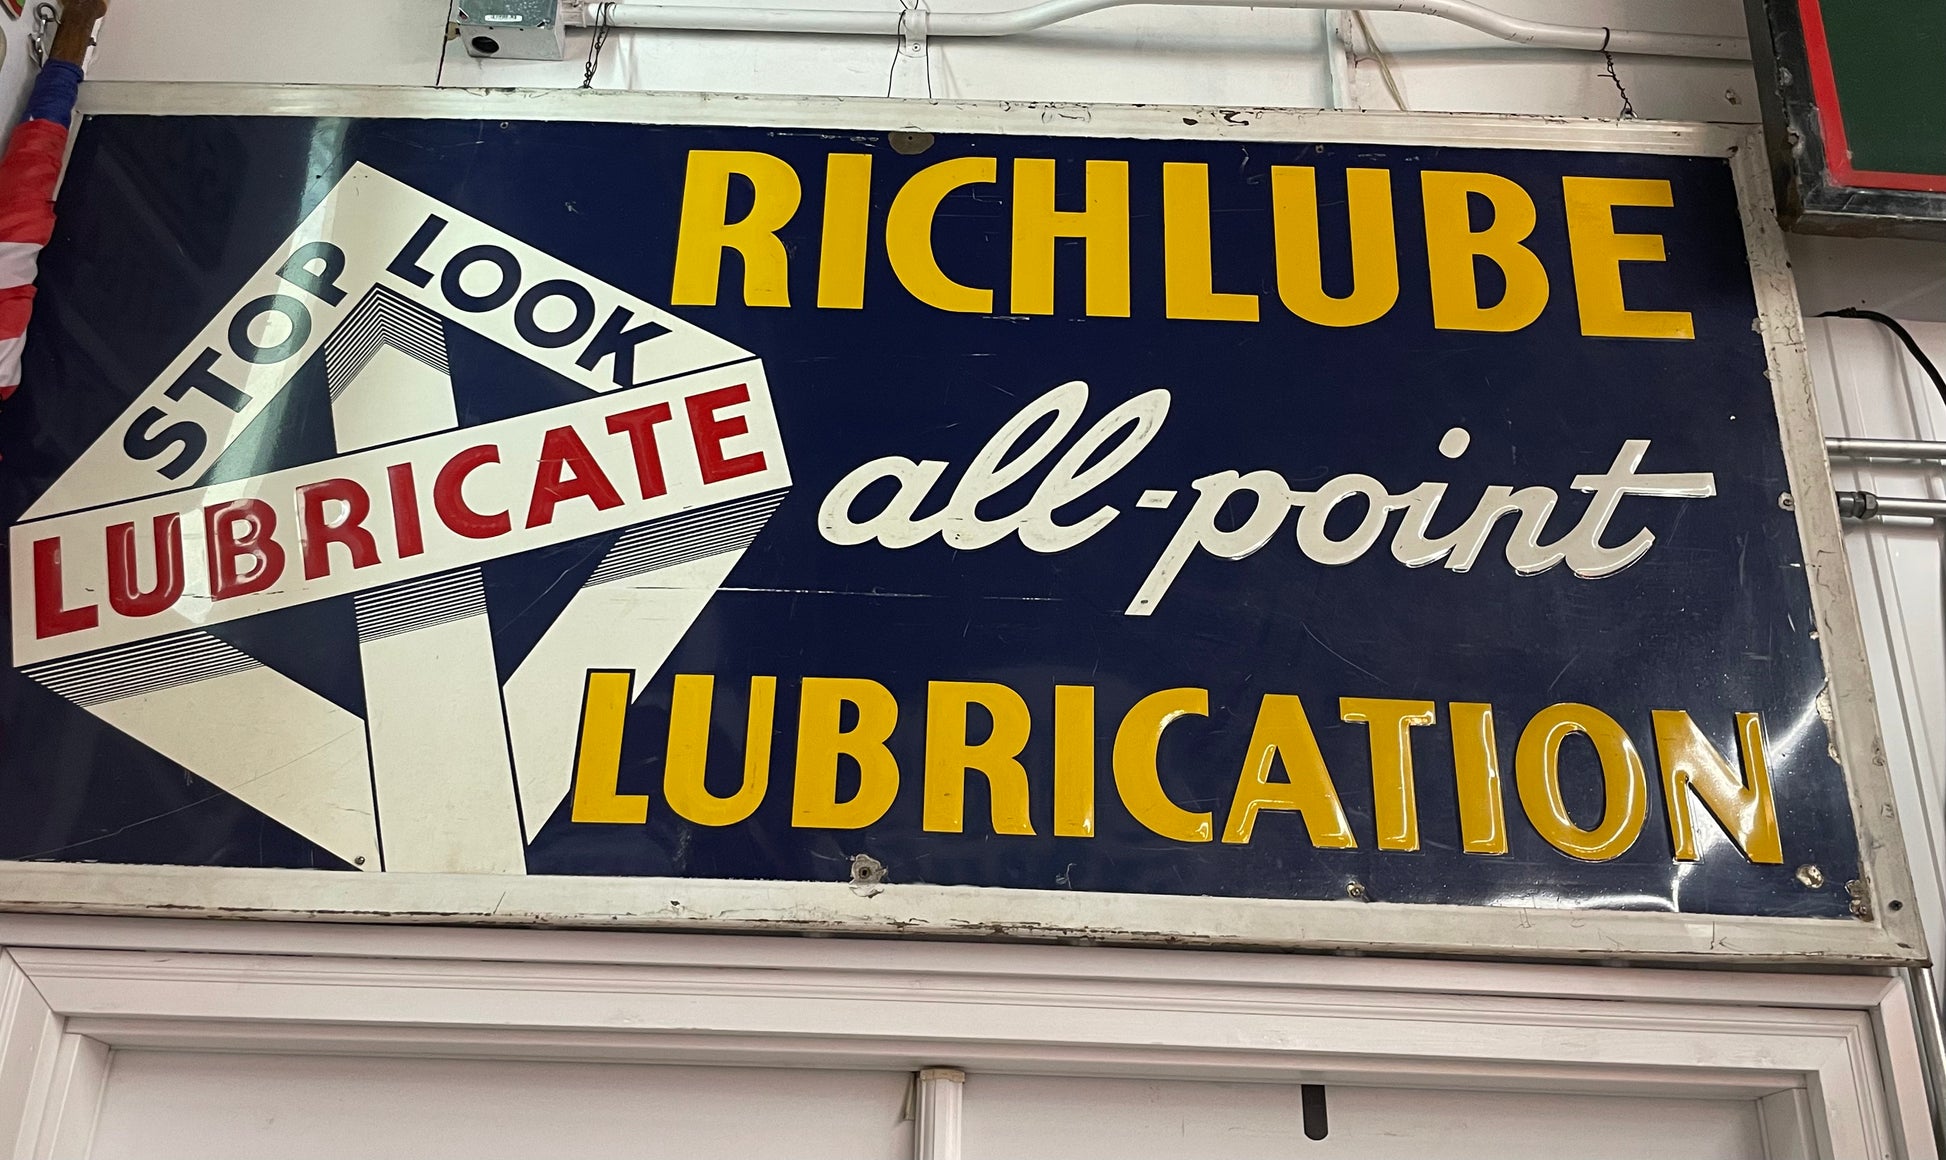 STOP
LOOK
LUBRICATE
RICHLUBE
all-point
LUBRICATION